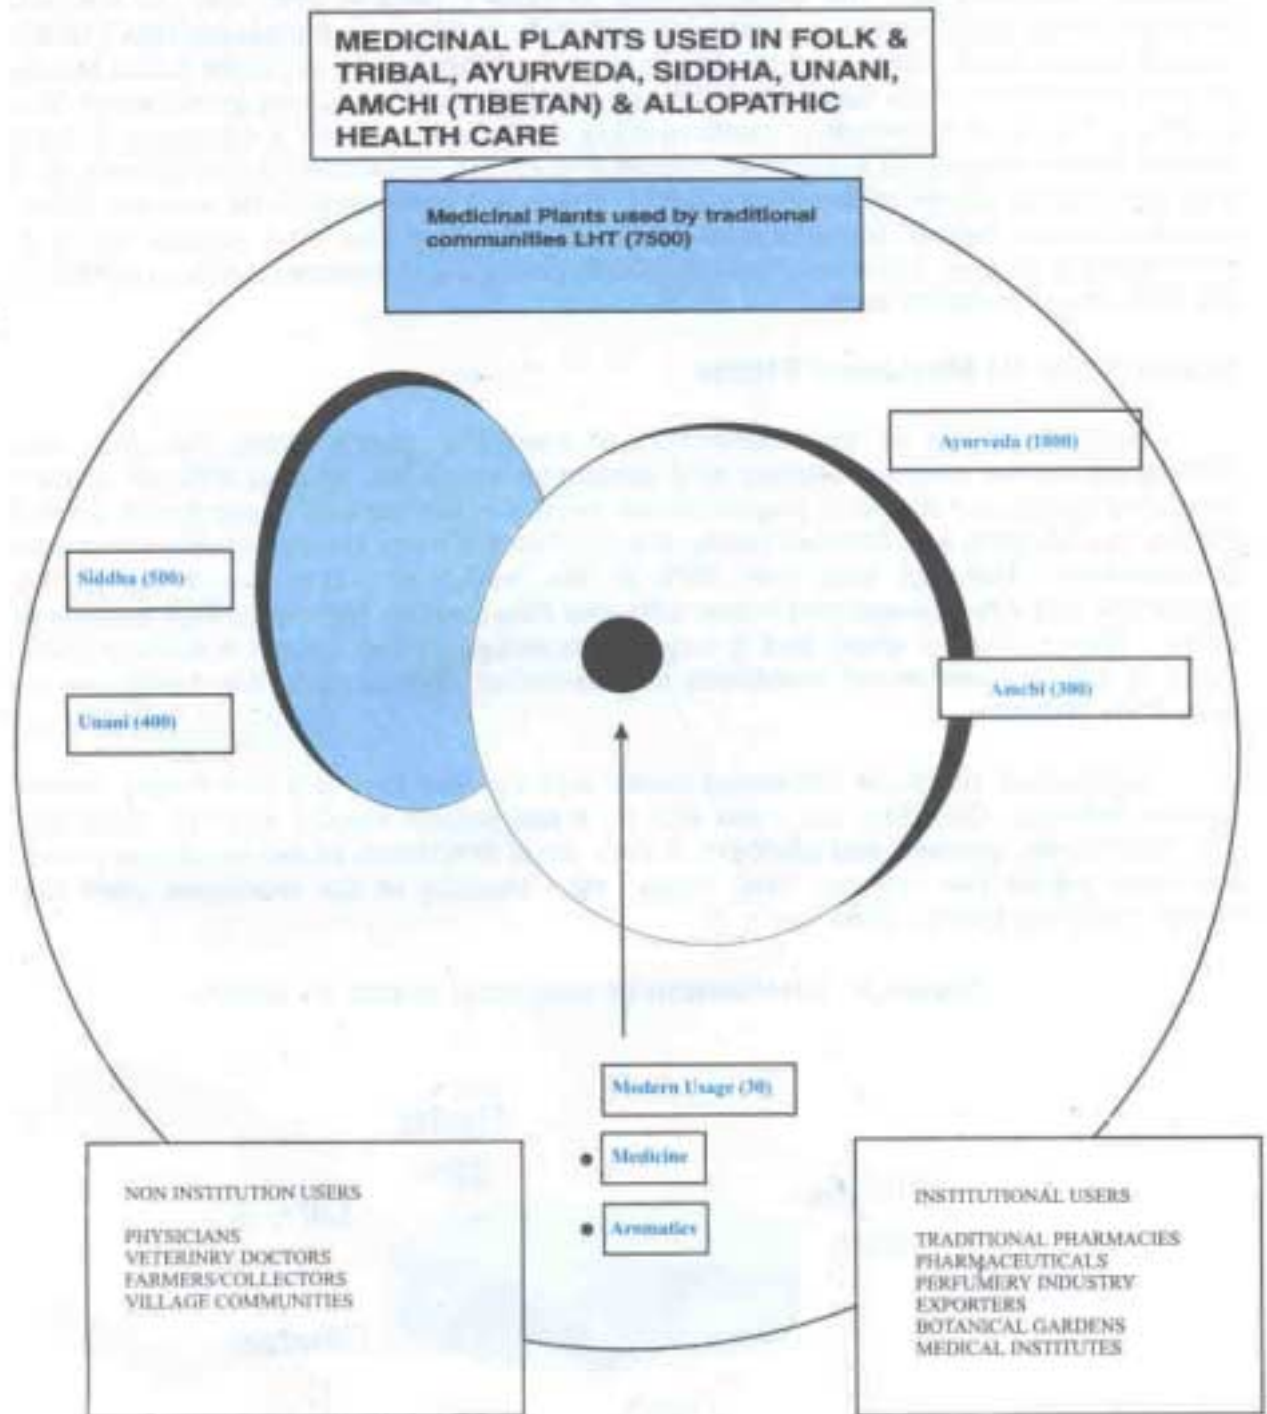 MEDICINAL PLANTS USED IN FOLK &
TRIBAL, AYURVEDA, SIDDHA, UNANI,
AMCHI (TIBETAN) & ALLOPATHIC
HEALTH CARE
Medicinal Plants used by traditional
communities LHT (7500)
Ayurveda (1800)
Siddha (500)
Amchi (300)
Unani (400)
Modern Usage (30)
Medicine
Aromatics
NON INSTITUTION USERS
PHYSICIANS
VETERINRY DOCTORS
FARMERS/COLLECTORS
VILLAGE COMMUNITIES
INSTITUTIONAL USERS
TRADITIONAL PHARMACIES
PHARMACEUTICALS
PERFUMERY INDUSTRY
EXPORTERS
BOTANICAL GARDENS
MEDICAL INSTITUTES